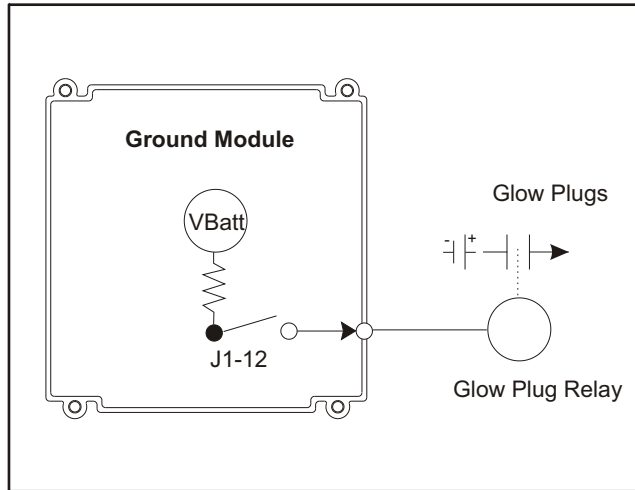 Ground Module
Glow Plugs
VBatt
- +
J1-12
Glow Plug Relay